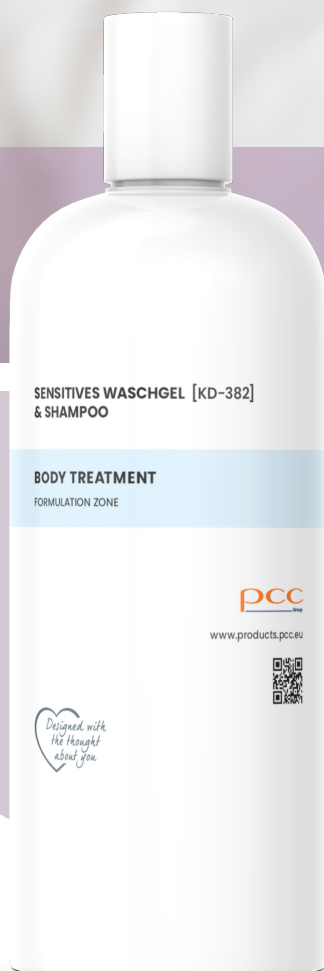 SENSITIVES WASCHGEL [KD-382]
& SHAMPOO
BODY TREATMENT
FORMULATION ZONE
pcc
Group
www.products.pcc.eu
Designed with
the thought
about you